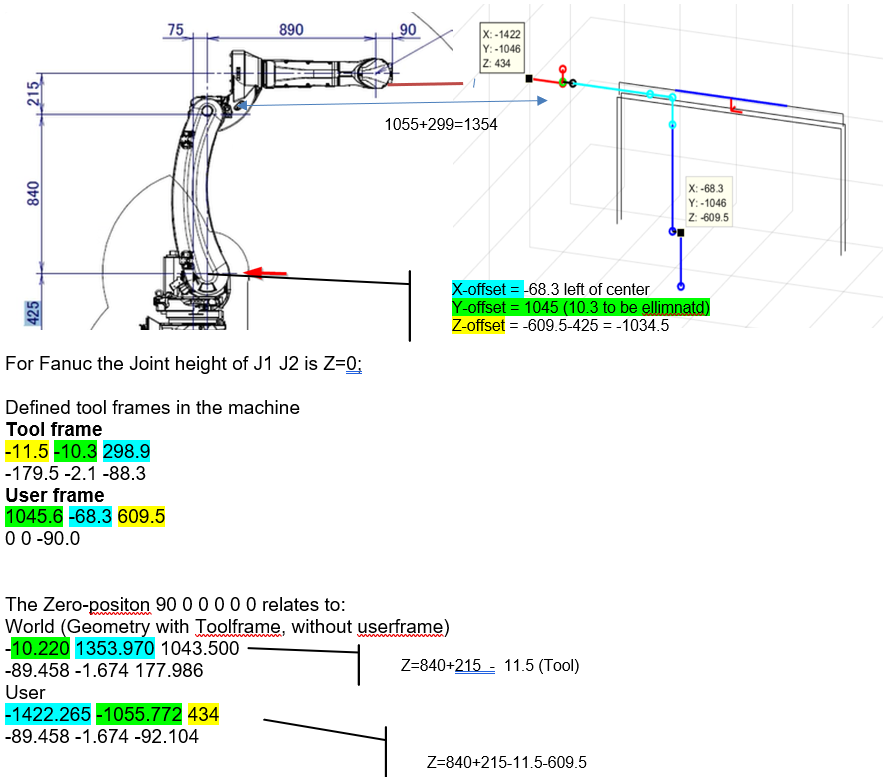 75
890
90
215
840
425
X: -1422
Y: -1046
Z: 434
1055+299=1354
X: -68.3
Y: -1046
Z: -609.5
X-offset = -68.3 left of center
Y-offset = 1045 (10.3 to be ellimnatd)
Z-offset = -609.5-425 = -1034.5
For Fanuc the Joint height of J1 J2 is Z=0;
Defined tool frames in the machine
Tool frame
-11.5 -10.3 298.9
-179.5 -2.1 -88.3
User frame
1045.6 -68.3 609.5
0 0 -90.0
The Zero-positon 90 0 0 0 0 0 relates to:
World (Geometry with Toolframe, without userframe)
-10.220 1353.970 1043.500
Z=840+215 - 11.5 (Tool)
-89.458 -1.674 177.986
User
-1422.265 -1055.772 434
-89.458 -1.674 -92.104
Z=840+215-11.5-609.5